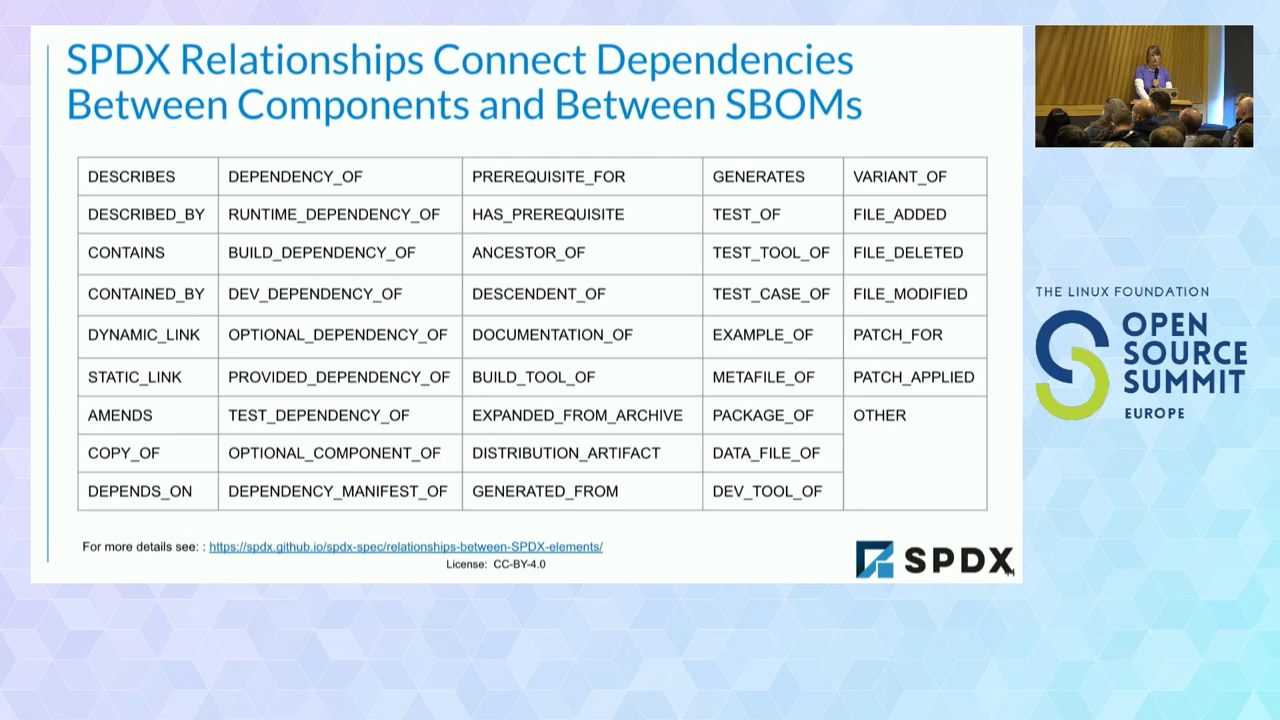 SPDX Relationships Connect Dependencies
Between Components and Between SBOMs
DESCRIBES DEPENDENCY_OF PREREQUISITE_FOR GENERATES VARIANT_OF
DESCRIBED_BY RUNTIME_DEPENDENCY_OF HAS_PREREQUISITE TEST_OF FILE_ADDED
CONTAINS BUILD_DEPENDENCY_OF ANCESTOR_OF TEST_TOOL_OF FILE_DELETED
CONTAINED_BY DEV_DEPENDENCY_OF DESCENDENT_OF TEST_CASE_OF FILE_MODIFIED
DYNAMIC_LINK OPTIONAL_DEPENDENCY_OF DOCUMENTATION_OF EXAMPLE_OF PATCH_FOR
STATIC_LINK PROVIDED_DEPENDENCY_OF BUILD_TOOL_OF METAFILE_OF PATCH_APPLIED
AMENDS TEST_DEPENDENCY_OF EXPANDED_FROM_ARCHIVE PACKAGE_OF OTHER
COPY_OF OPTIONAL_COMPONENT_OF DISTRIBUTION_ARTIFACT DATA_FILE_OF
DEPENDS_ON DEPENDENCY_MANIFEST_OF GENERATED_FROM DEV_TOOL_OF
For more details see: : https://spdx.github.io/spdx-spec/relationships-between-SPDX-elements/
License: CC-BY-4.0
SPDX
THE LINUX FOUNDATION
OPEN
SOURCE
SUMMIT
EUROPE